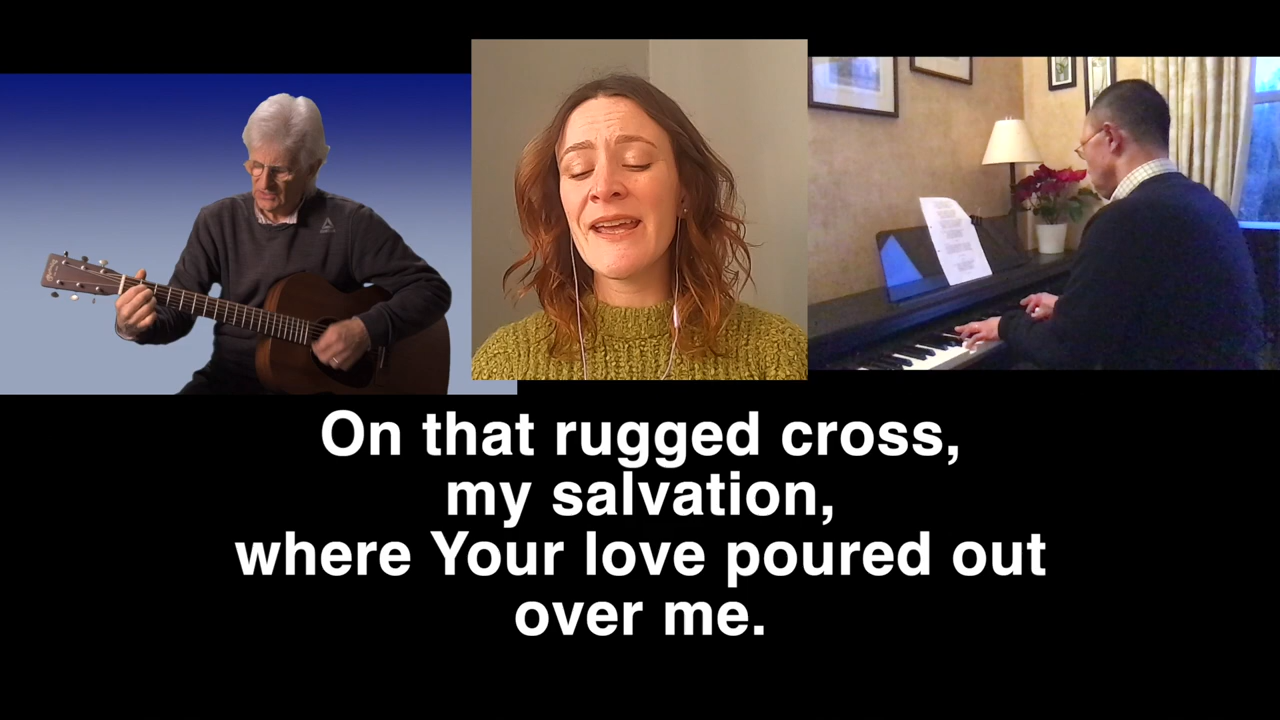 On that rugged cross,
my salvation,
where Your love poured out
over me.